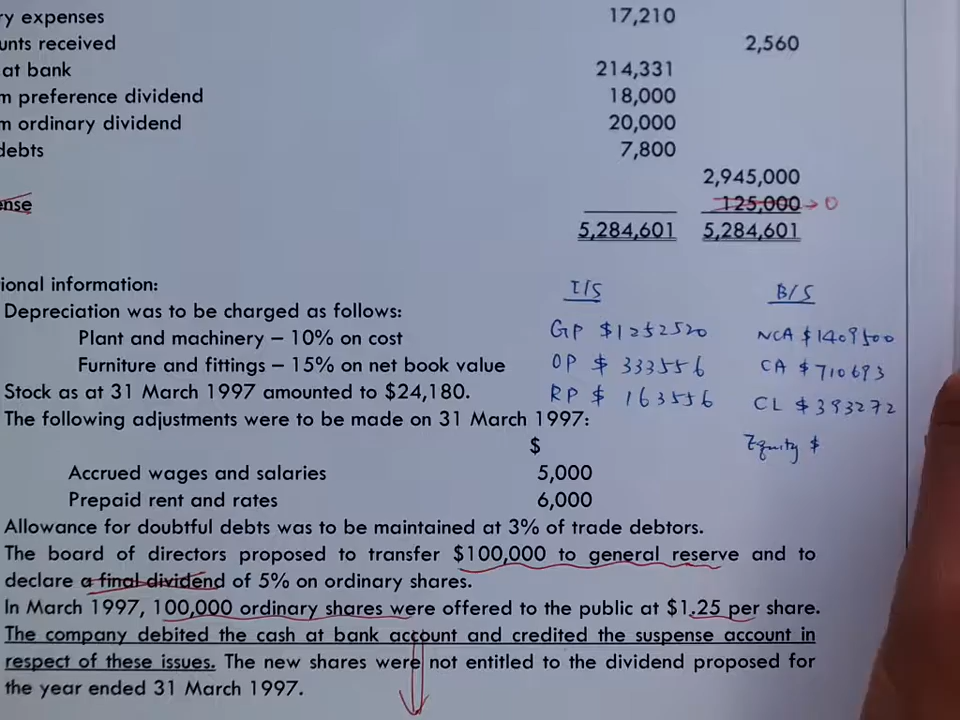 ry expenses 17,210
unts received 2,560
at bank 214,331
m preference dividend 18,000
m ordinary dividend 20,000
debts 7,800
2,945,000
ense 125,000 → 0
5,284,601 5,284,601
ional information: I/S B/S
Depreciation was to be charged as follows:
Plant and machinery – 10% on cost GP $1252520 NCA $1409500
Furniture and fittings – 15% on net book value OP $ 333556 CA $710693
Stock as at 31 March 1997 amounted to $24,180. RP $ 163556 CL $393272
The following adjustments were to be made on 31 March 1997:
$ Equity $
Accrued wages and salaries 5,000
Prepaid rent and rates 6,000
Allowance for doubtful debts was to be maintained at 3% of trade debtors.
The board of directors proposed to transfer $100,000 to general reserve and to
declare a final dividend of 5% on ordinary shares.
In March 1997, 100,000 ordinary shares were offered to the public at $1.25 per share.
The company debited the cash at bank account and credited the suspense account in
respect of these issues. The new shares were not entitled to the dividend proposed for
the year ended 31 March 1997.